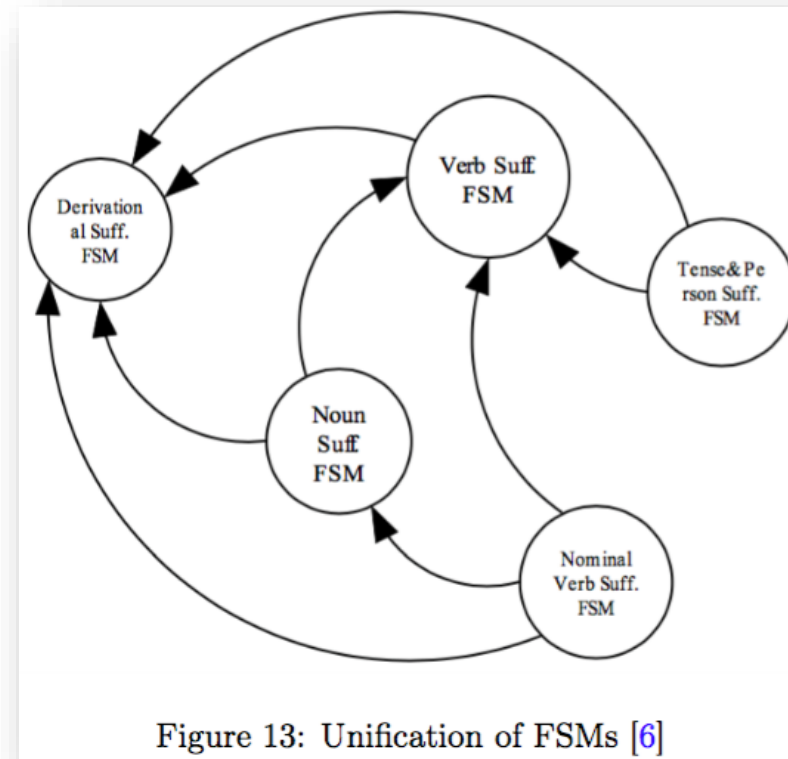 Verb Suff
FSM
Derivation
al Suff.
FSM
Tense&Pe
rson Suff.
FSM
Noun
Suff
FSM
Nominal
Verb Suff.
FSM
Figure 13: Unification of FSMs [6]